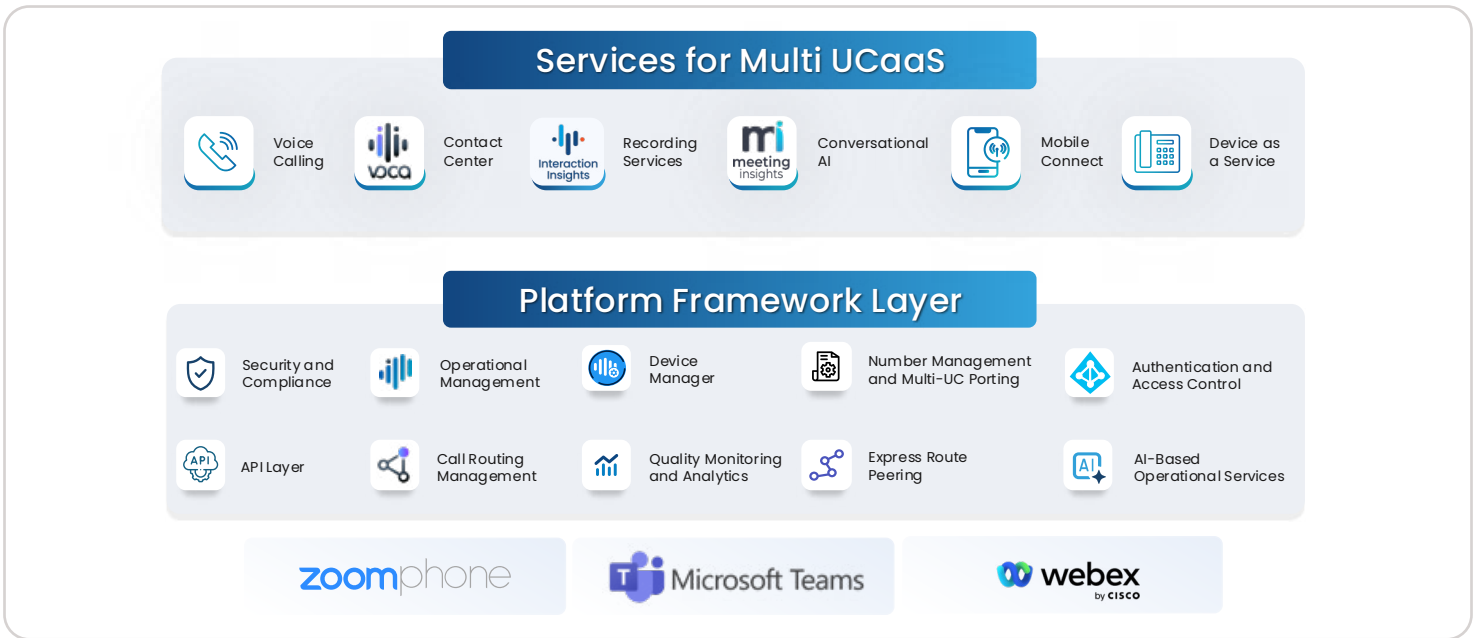 Services for Multi UCaaS
Voice
Calling
voca
Contact
Center
Interaction
Insights
Recording
Services
mi
meeting
insights
Conversational
AI
Mobile
Connect
Device as
a Service
Platform Framework Layer
Security and
Compliance
Operational
Management
Device
Manager
Number Management
and Multi-UC Porting
Authentication and
Access Control
API
API Layer
Call Routing
Management
Quality Monitoring
and Analytics
Express Route
Peering
AI
AI-Based
Operational Services
zoomphone
T
Microsoft Teams
webex
by CISCO